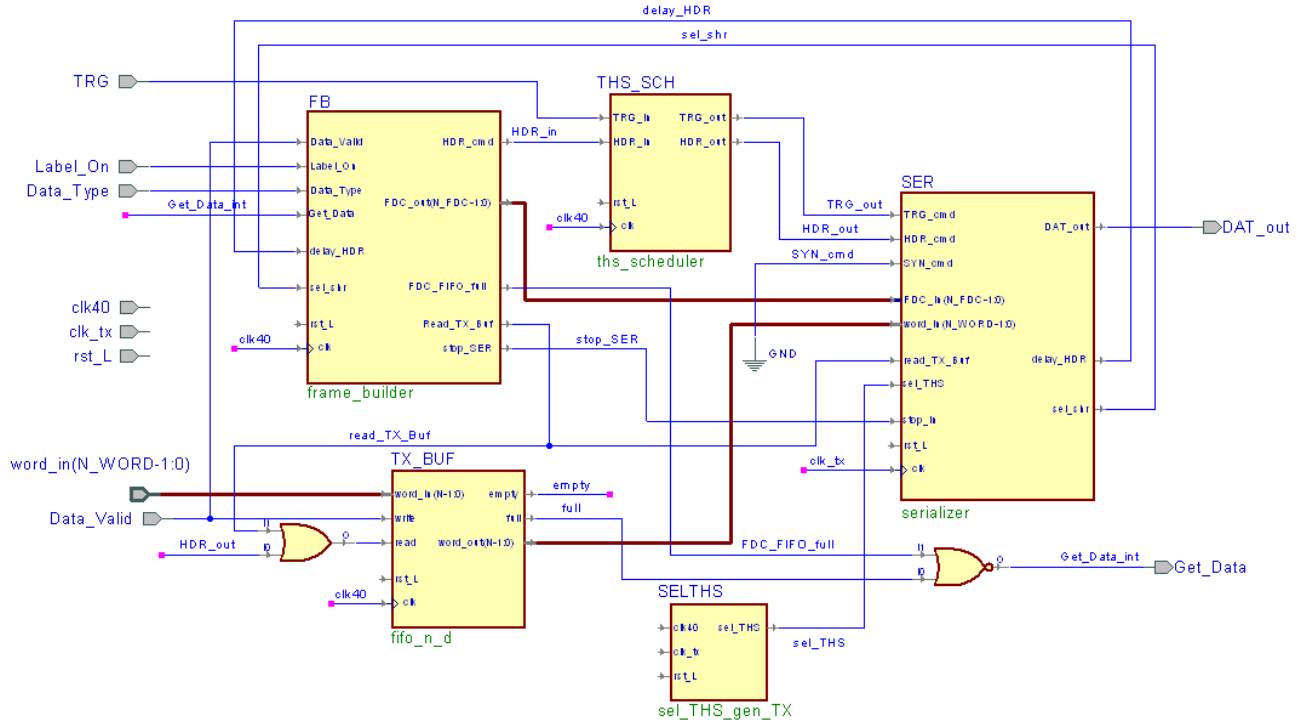 delay_HDR
sel_shr
TRG
FB
THS_SCH
TRG_in
TRG_out
HDR_in
HDR_in
HDR_out
rst_L
clk40
clk
ths_scheduler
Data_Valid
HDR_cmd
Label_On
Label_On
Data_Type
Data_Type
FDC_out(N_FDC-1:0)
Get_Data_int
Get_Data
delay_HDR
sel_shr
FDC_FIFO_full
rst_L
Read_TX_Buf
clk40
clk
stop_SER
frame_builder
clk40
clk_tx
rst_L
SER
TRG_out
TRG_cmd
DAT_out
DAT_out
HDR_out
HDR_cmd
SYN_cmd
SYN_cmd
FDC_in(N_FDC-1:0)
word_in(N_WORD-1:0)
stop_SER
GND
read_TX_Buf
delay_HDR
sel_THS
sel_shr
stop_in
rst_L
clk_tx
clk
serializer
read_TX_Buf
word_in(N_WORD-1:0)
TX_BUF
word_in(N-1:0)
empty
empty
Data_Valid
write
full
full
I1
I0
O
HDR_out
read
word_out(N-1:0)
rst_L
clk40
clk
fifo_n_d
FDC_FIFO_full
I1
I0
O
Get_Data_int
Get_Data
SELTHS
clk40
sel_THS
sel_THS
clk_tx
rst_L
sel_THS_gen_TX